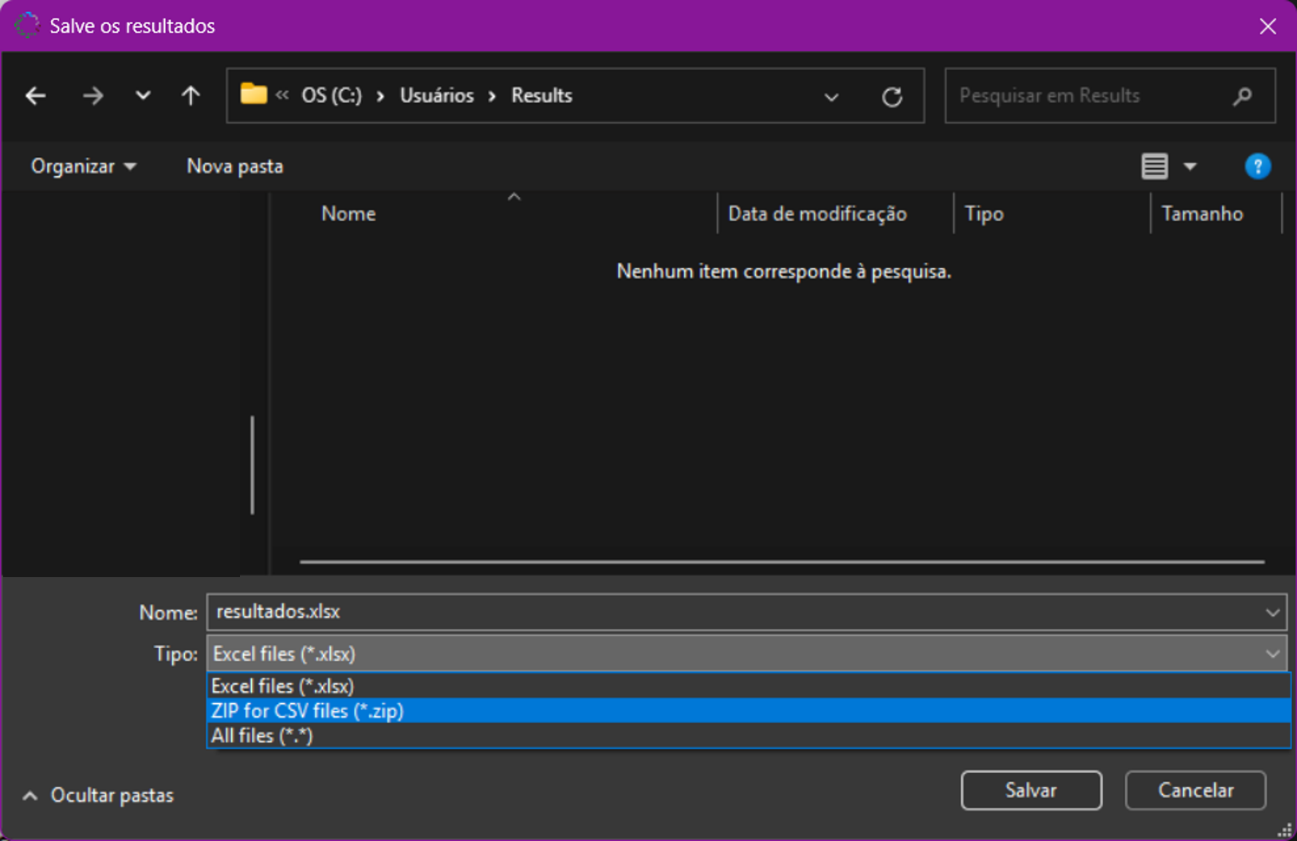 Salve os resultados
« OS (C:) › Usuários › Results
Pesquisar em Results
Organizar
Nova pasta
?
Nome
Data de modificação
Tipo
Tamanho
Nenhum item corresponde à pesquisa.
Nome: resultados.xlsx
Tipo: Excel files (*.xlsx)
Excel files (*.xlsx)
ZIP for CSV files (*.zip)
All files (*.*)
Ocultar pastas
Salvar
Cancelar